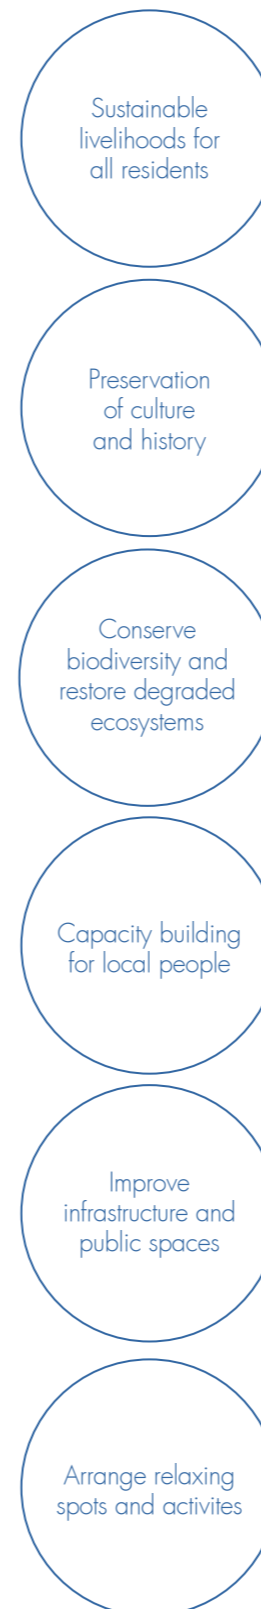 Sustainable
livelihoods for
all residents
Preservation
of culture
and history
Conserve
biodiversity and
restore degraded
ecosystems
Capacity building
for local people
Improve
infrastructure and
public spaces
Arrange relaxing
spots and activites